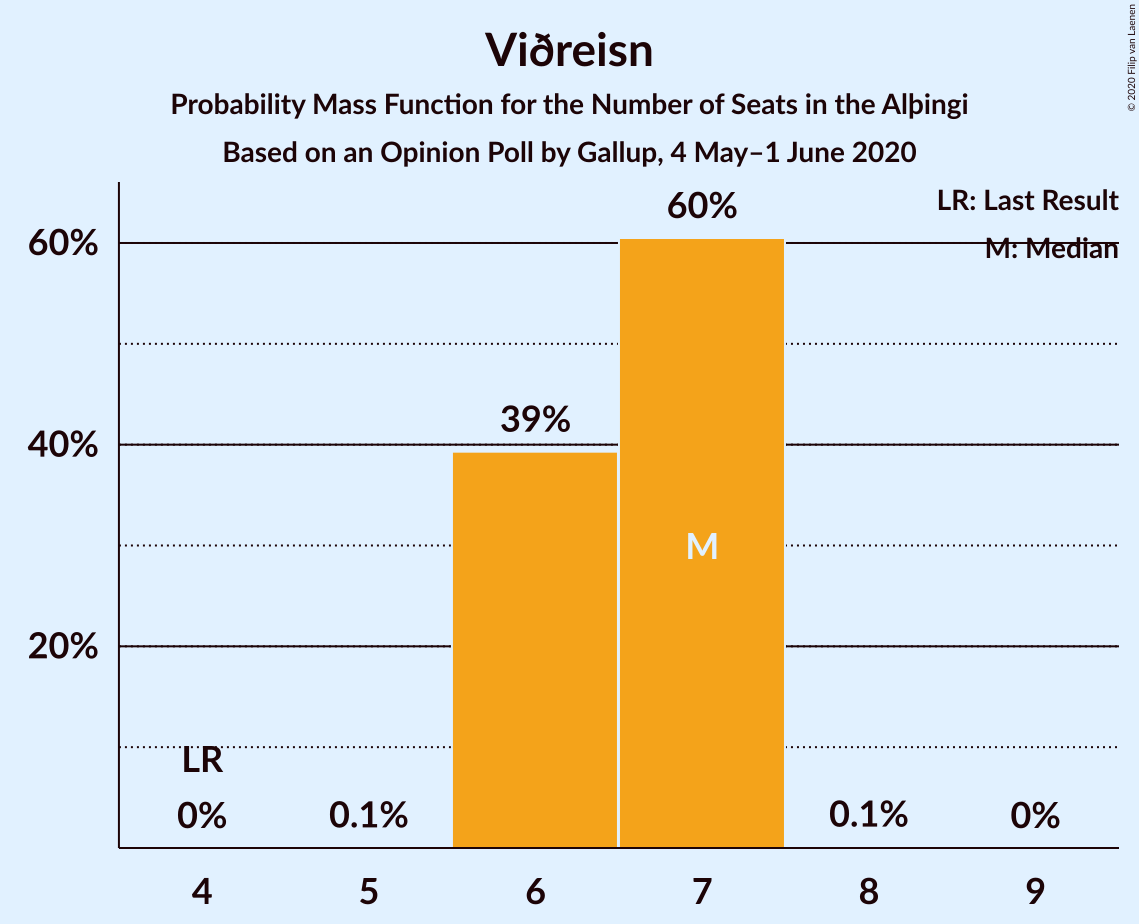 Viðreisn
Probability Mass Function for the Number of Seats in the Alþingi
Based on an Opinion Poll by Gallup, 4 May–1 June 2020
© 2020 Filip van Laenen
LR: Last Result
M: Median
60%
40%
20%
60%
39%
M
LR
0%
0.1%
0.1%
0%
4
5
6
7
8
9